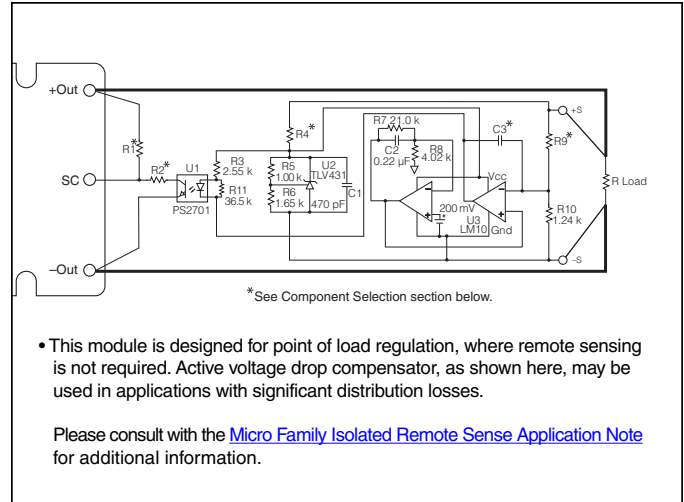 +Out
SC
–Out
R1*
R2*
U1
PS2701
R3
2.55 k
R11
36.5 k
R4*
R5
1.00 k
R6
1.65 k
U2
TLV431
470 pF
C1
R7 21.0 k
C2
0.22 µF
R8
4.02 k
C3*
Vcc
200 mV
U3
LM10
Gnd
+S
R9*
R10
1.24 k
–S
R Load
*See Component Selection section below.
• This module is designed for point of load regulation, where remote sensing
is not required. Active voltage drop compensator, as shown here, may be
used in applications with significant distribution losses.
Please consult with the Micro Family Isolated Remote Sense Application Note
for additional information.